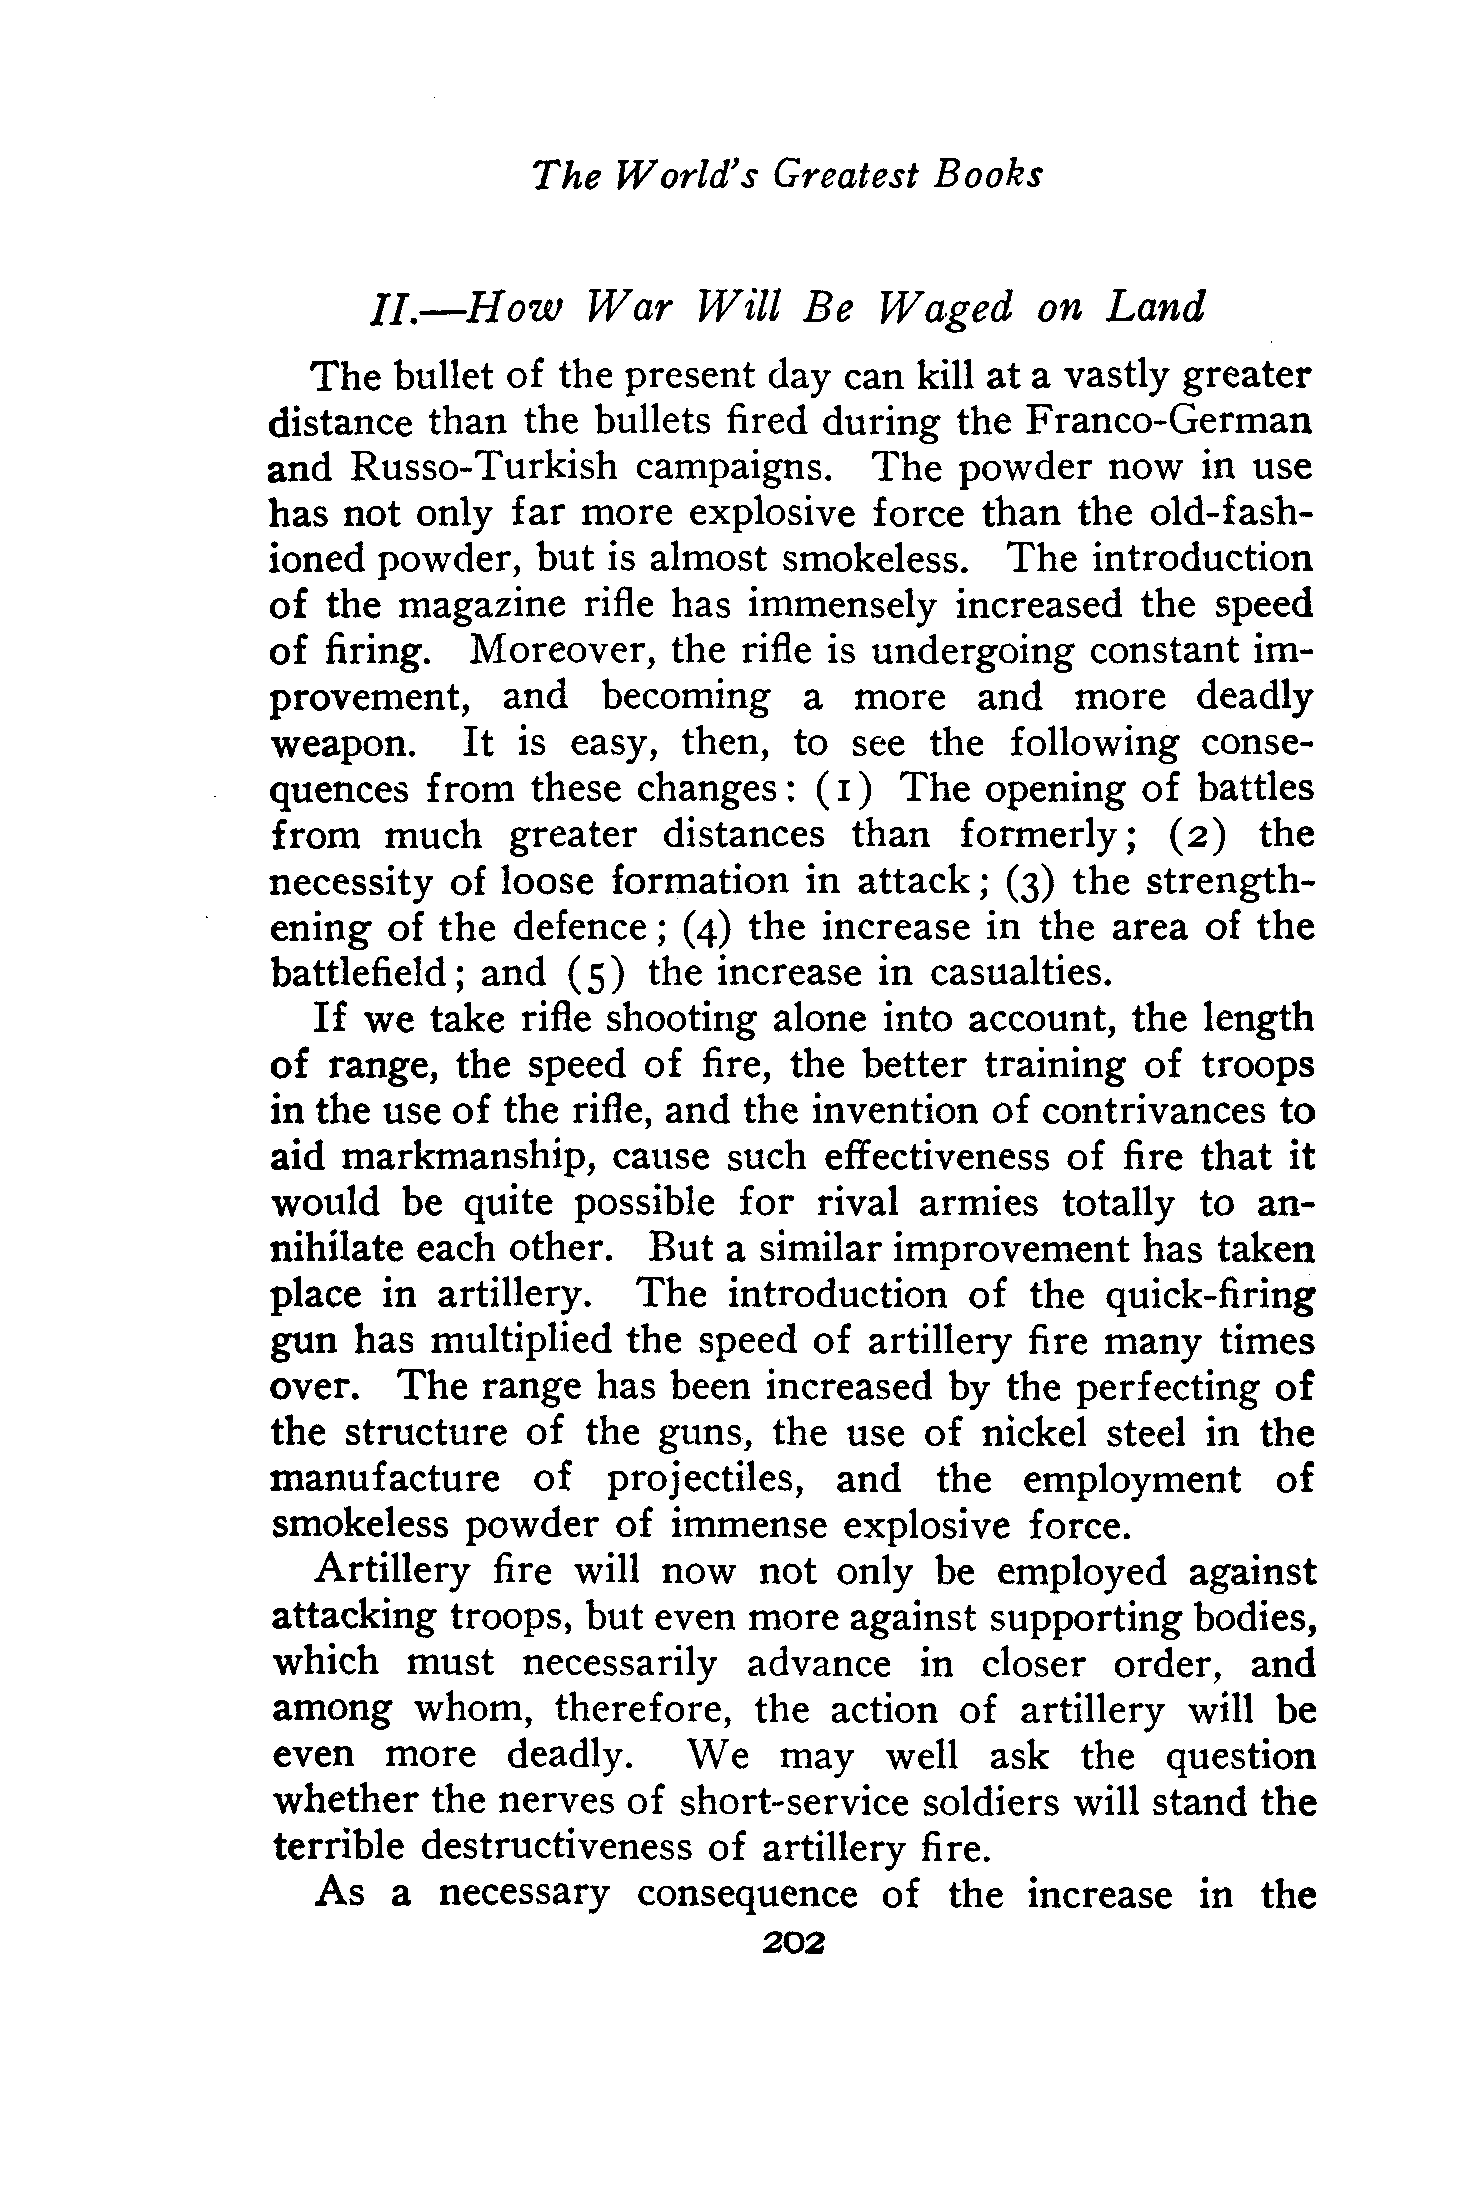 The World's Greatest Books
II.—How War Will Be Waged on Land
The bullet of the present day can kill at a vastly greater
distance than the bullets fired during the Franco-German
and Russo-Turkish campaigns. The powder now in use
has not only far more explosive force than the old-fash-
ioned powder, but is almost smokeless. The introduction
of the magazine rifle has immensely increased the speed
of firing. Moreover, the rifle is undergoing constant im-
provement, and becoming a more and more deadly
weapon. It is easy, then, to see the following conse-
quences from these changes: (1) The opening of battles
from much greater distances than formerly; (2) the
necessity of loose formation in attack; (3) the strength-
ening of the defence; (4) the increase in the area of the
battlefield; and (5) the increase in casualties.
If we take rifle shooting alone into account, the length
of range, the speed of fire, the better training of troops
in the use of the rifle, and the invention of contrivances to
aid markmanship, cause such effectiveness of fire that it
would be quite possible for rival armies totally to an-
nihilate each other. But a similar improvement has taken
place in artillery. The introduction of the quick-firing
gun has multiplied the speed of artillery fire many times
over. The range has been increased by the perfecting of
the structure of the guns, the use of nickel steel in the
manufacture of projectiles, and the employment of
smokeless powder of immense explosive force.
Artillery fire will now not only be employed against
attacking troops, but even more against supporting bodies,
which must necessarily advance in closer order, and
among whom, therefore, the action of artillery will be
even more deadly. We may well ask the question
whether the nerves of short-service soldiers will stand the
terrible destructiveness of artillery fire.
As a necessary consequence of the increase in the
202